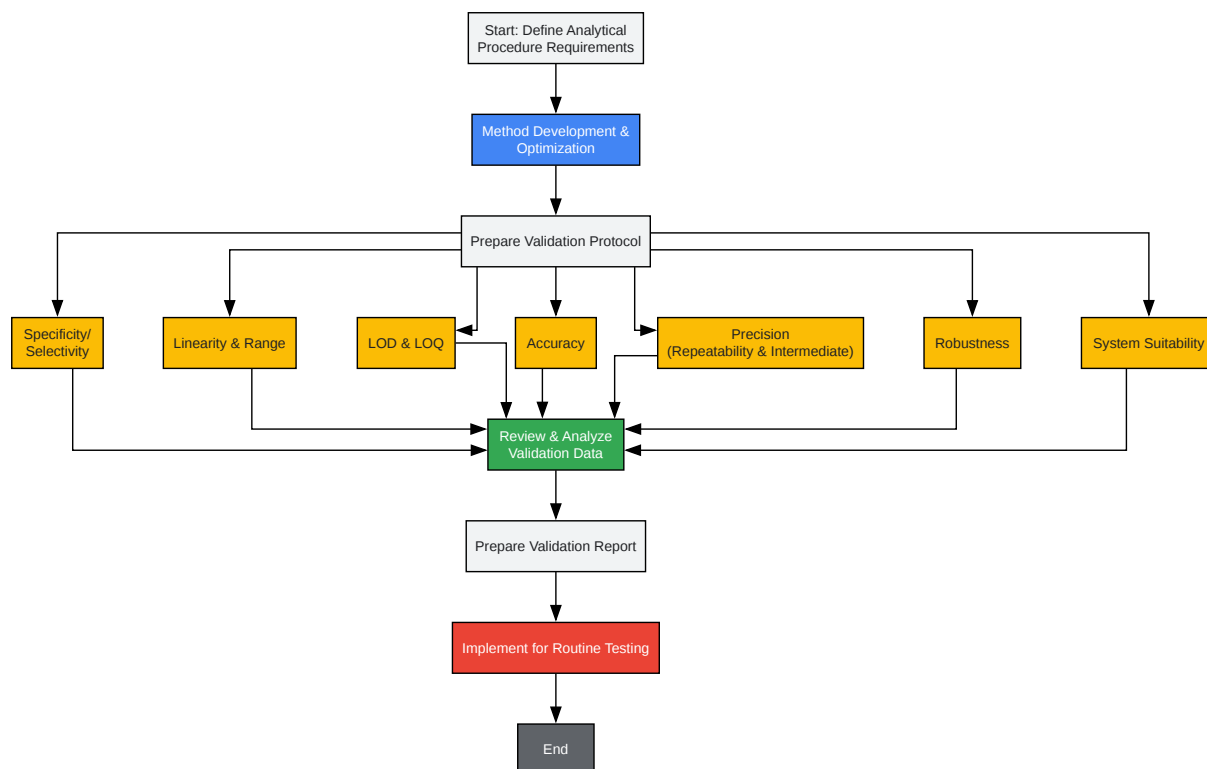 Start: Define Analytical
Procedure Requirements
Method Development &
Optimization
Prepare Validation Protocol
Specificity/
Selectivity
Linearity & Range
LOD & LOQ
Accuracy
Precision
(Repeatability & Intermediate)
Robustness
System Suitability
Review & Analyze
Validation Data
Prepare Validation Report
Implement for Routine Testing
End